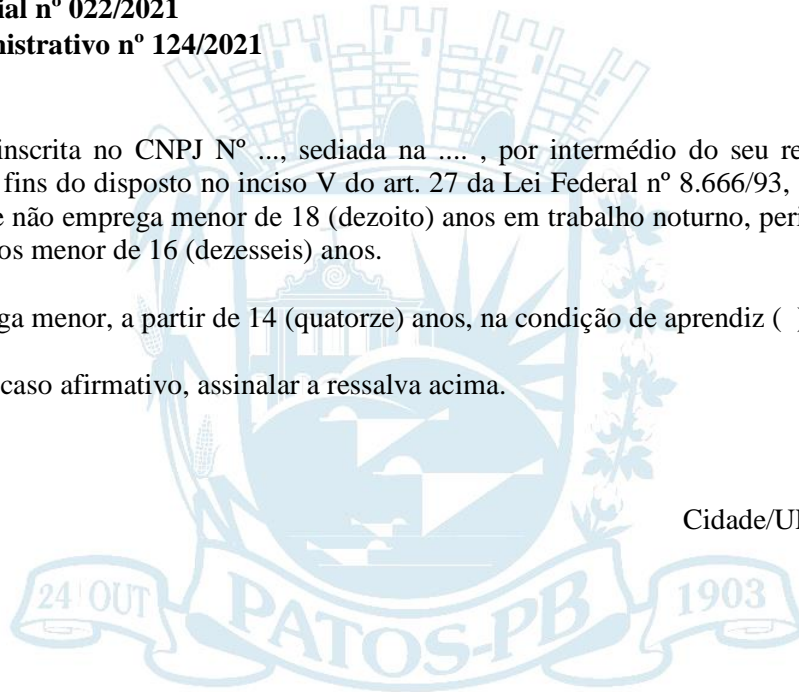 ial nº 022/2021
nistrativo nº 124/2021
inscrita no CNPJ Nº ..., sediada na .... , por intermédio do seu re
fins do disposto no inciso V do art. 27 da Lei Federal nº 8.666/93,
e não emprega menor de 18 (dezoito) anos em trabalho noturno, peri
os menor de 16 (dezesseis) anos.
ga menor, a partir de 14 (quatorze) anos, na condição de aprendiz ( )
caso afirmativo, assinalar a ressalva acima.
Cidade/U
24 OUT PATOS-PB 1903